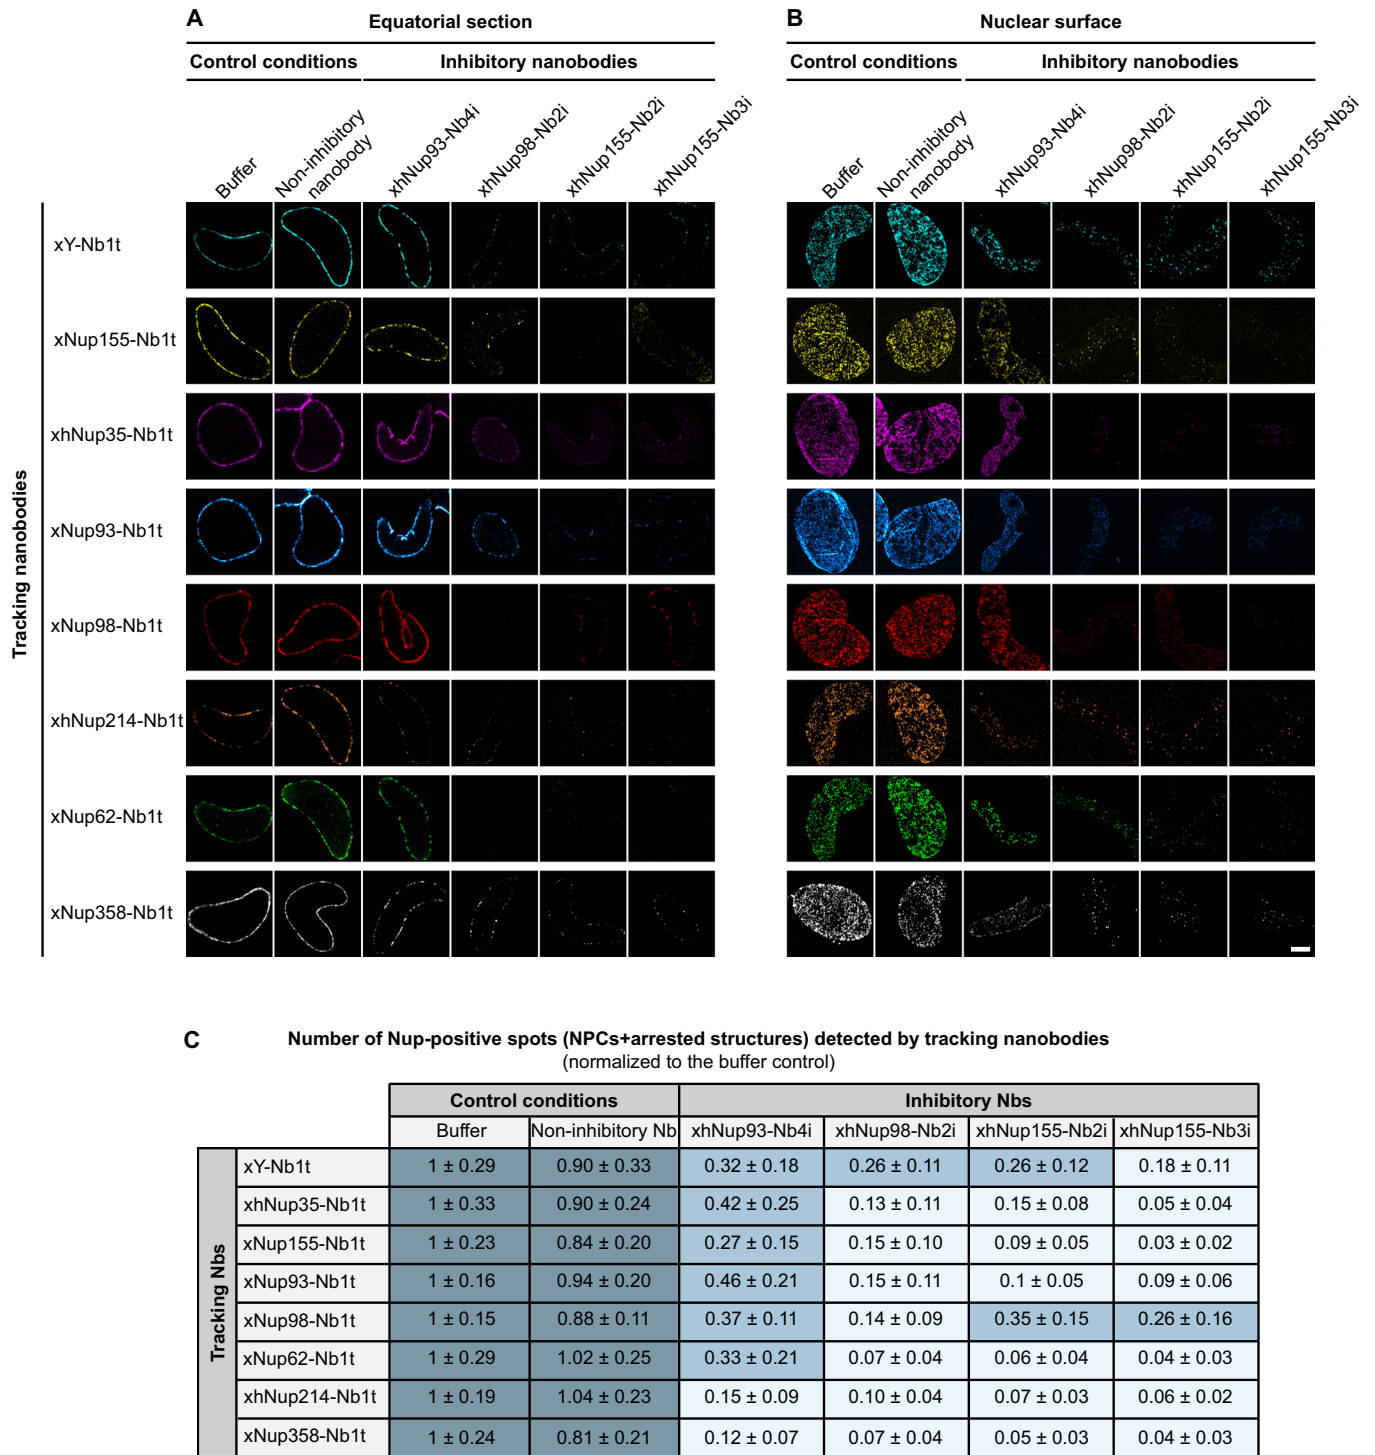 A
Equatorial section
Control conditions
Inhibitory nanobodies
Buffer
Non-inhibitory
nanobody
xhNup93-Nb4i
xhNup98-Nb2i
xhNup155-Nb2i
xhNup155-Nb3i
B
Nuclear surface
Control conditions
Inhibitory nanobodies
Buffer
Non-inhibitory
nanobody
xhNup93-Nb4i
xhNup98-Nb2i
xhNup155-Nb2i
xhNup155-Nb3i
Tracking nanobodies
xY-Nb1t
xNup155-Nb1t
xhNup35-Nb1t
xNup93-Nb1t
xNup98-Nb1t
xhNup214-Nb1t
xNup62-Nb1t
xNup358-Nb1t
C
Number of Nup-positive spots (NPCs+arrested structures) detected by tracking nanobodies
(normalized to the buffer control)
Control conditions Inhibitory Nbs
Buffer Non-inhibitory Nb xhNup93-Nb4i xhNup98-Nb2i xhNup155-Nb2i xhNup155-Nb3i
Tracking Nbs
xY-Nb1t 1 ± 0.29 0.90 ± 0.33 0.32 ± 0.18 0.26 ± 0.11 0.26 ± 0.12 0.18 ± 0.11
xhNup35-Nb1t 1 ± 0.33 0.90 ± 0.24 0.42 ± 0.25 0.13 ± 0.11 0.15 ± 0.08 0.05 ± 0.04
xNup155-Nb1t 1 ± 0.23 0.84 ± 0.20 0.27 ± 0.15 0.15 ± 0.10 0.09 ± 0.05 0.03 ± 0.02
xNup93-Nb1t 1 ± 0.16 0.94 ± 0.20 0.46 ± 0.21 0.15 ± 0.11 0.1 ± 0.05 0.09 ± 0.06
xNup98-Nb1t 1 ± 0.15 0.88 ± 0.11 0.37 ± 0.11 0.14 ± 0.09 0.35 ± 0.15 0.26 ± 0.16
xNup62-Nb1t 1 ± 0.29 1.02 ± 0.25 0.33 ± 0.21 0.07 ± 0.04 0.06 ± 0.04 0.04 ± 0.03
xhNup214-Nb1t 1 ± 0.19 1.04 ± 0.23 0.15 ± 0.09 0.10 ± 0.04 0.07 ± 0.03 0.06 ± 0.02
xNup358-Nb1t 1 ± 0.24 0.81 ± 0.21 0.12 ± 0.07 0.07 ± 0.04 0.05 ± 0.03 0.04 ± 0.03